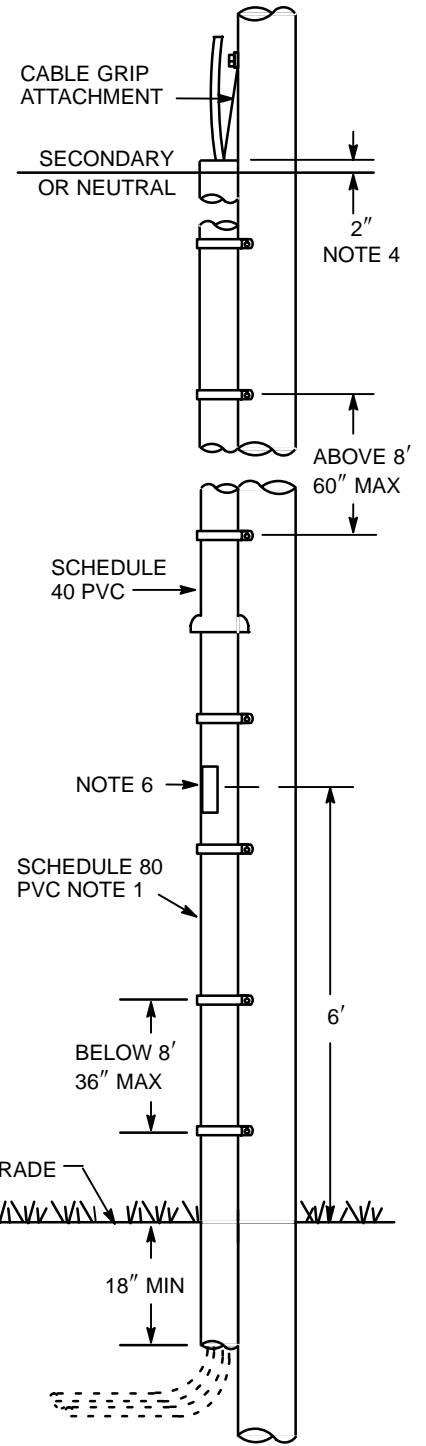 CABLE GRIP
ATTACHMENT
SECONDARY
OR NEUTRAL
2″
NOTE 4
ABOVE 8′
60″ MAX
SCHEDULE
40 PVC
NOTE 6
SCHEDULE 80
PVC NOTE 1
6′
BELOW 8′
36″ MAX
RADE
18″ MIN